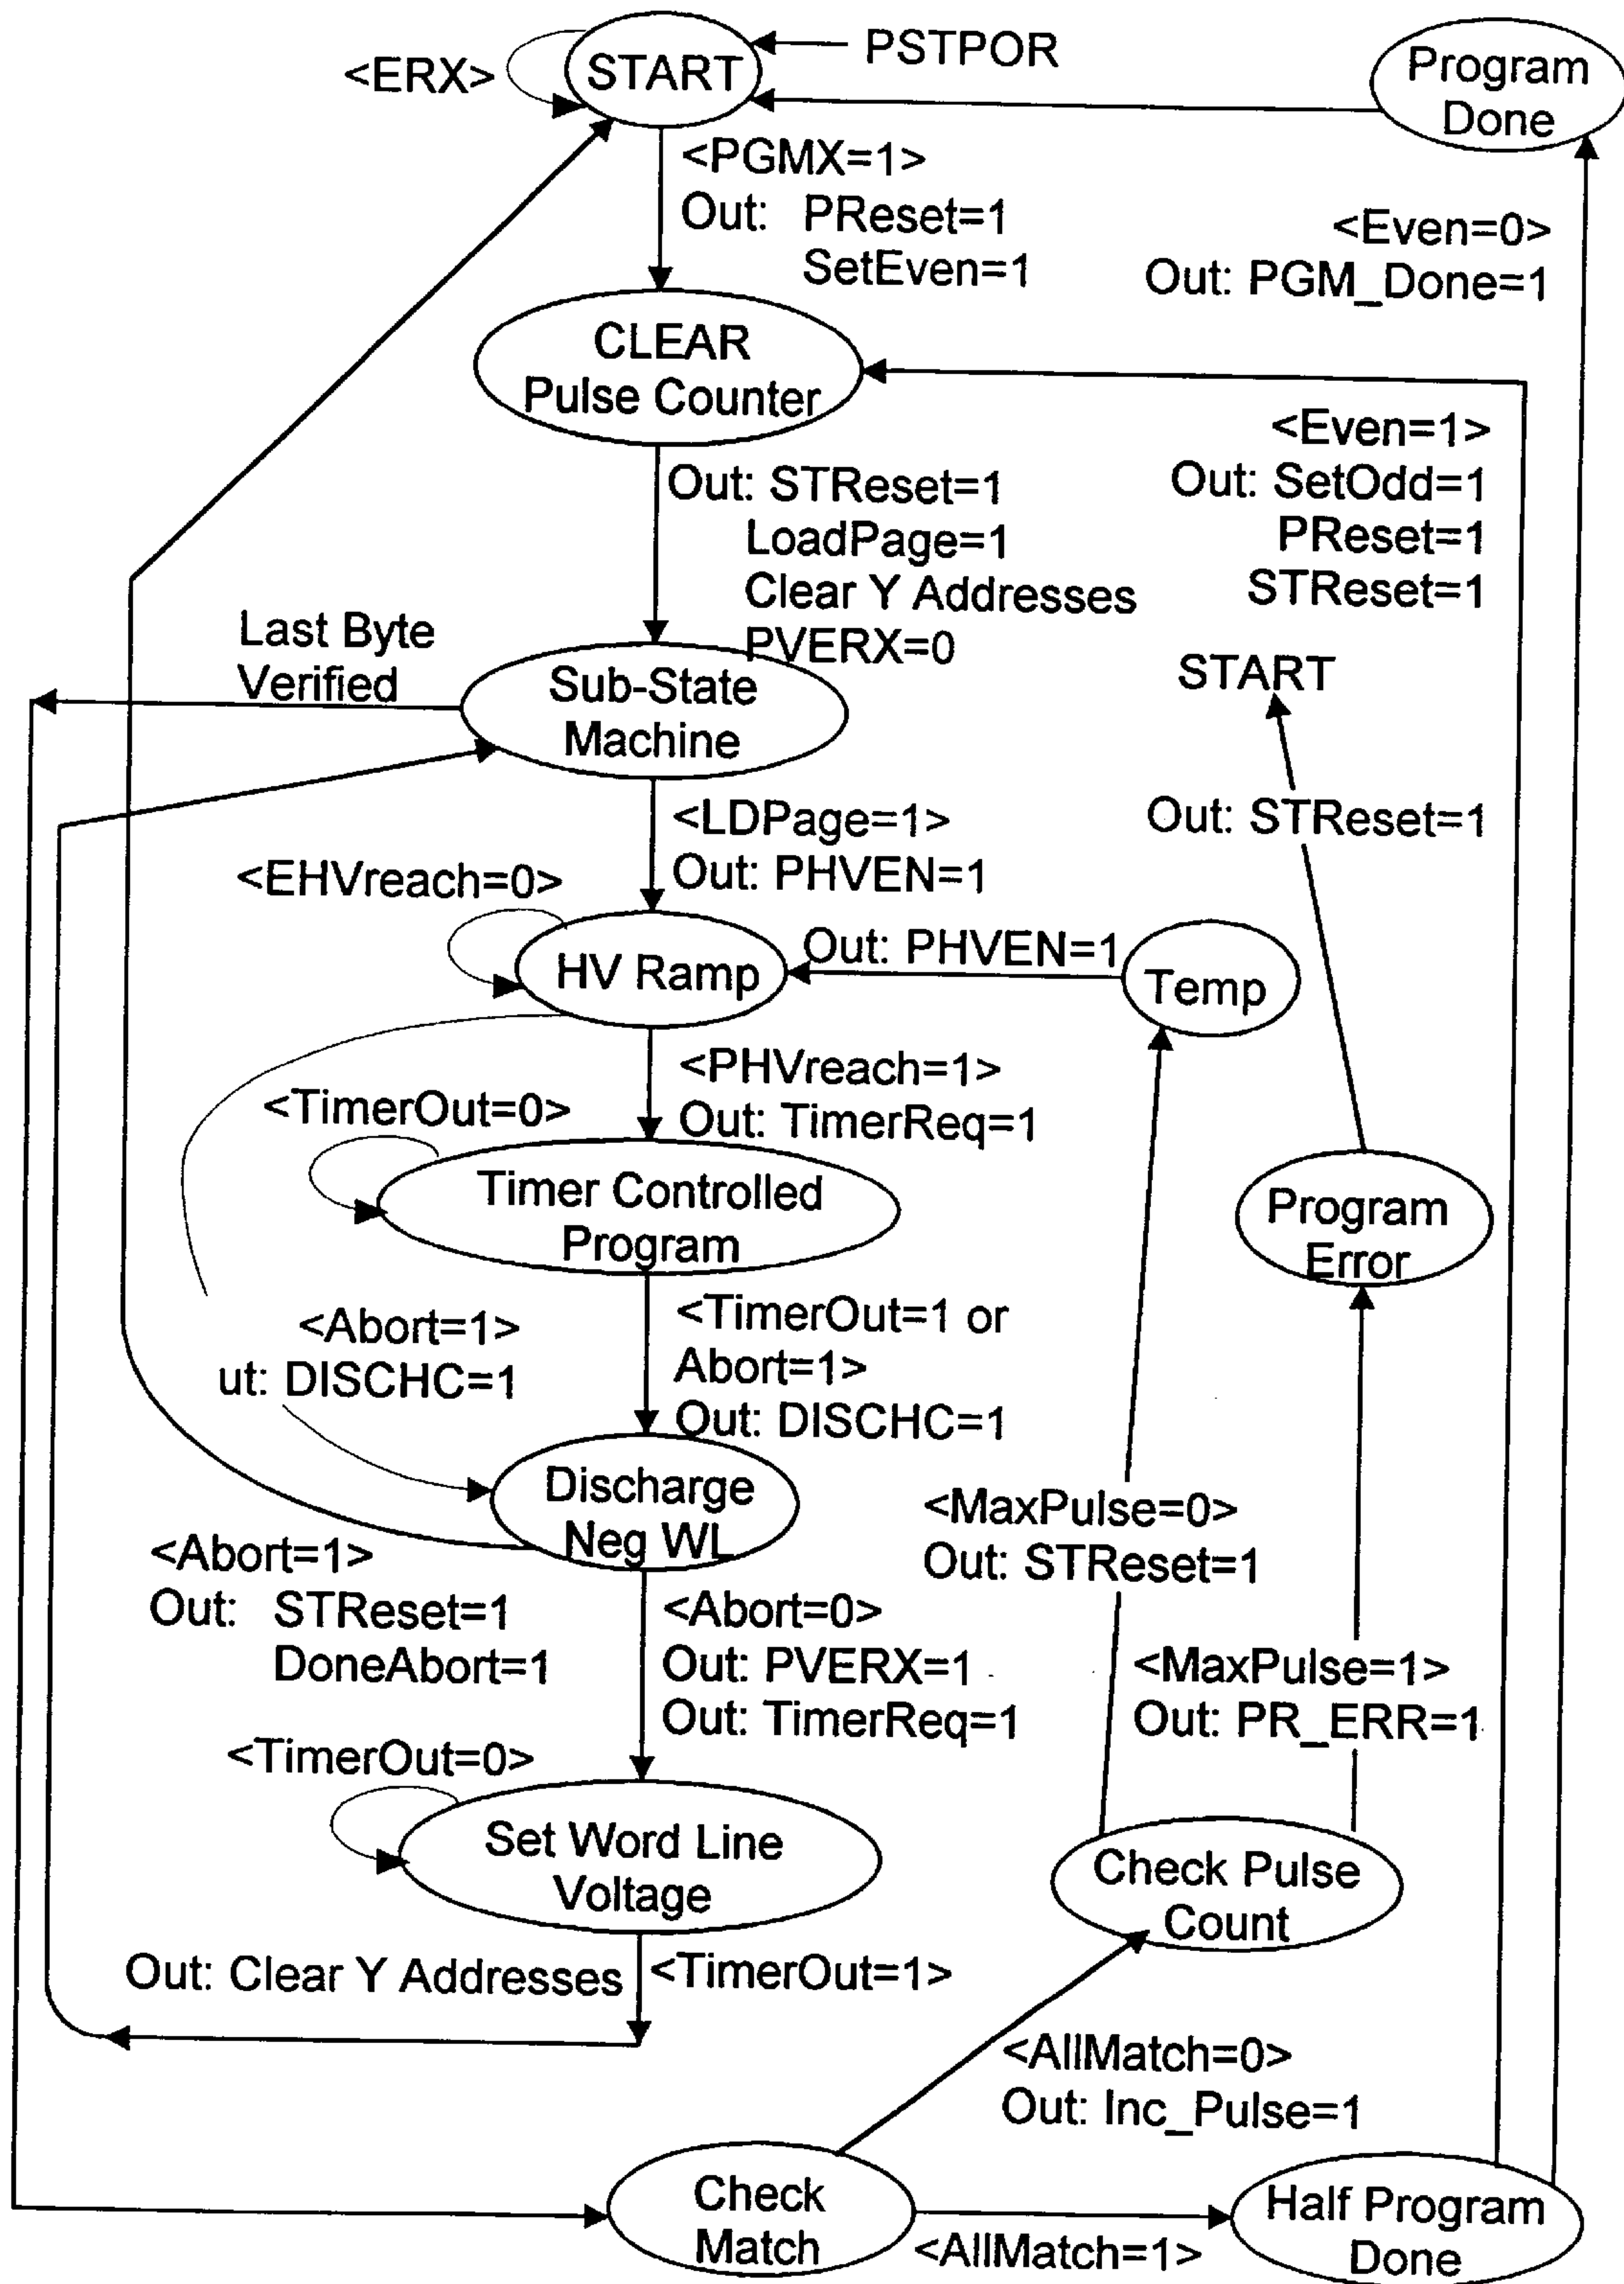 PSTPOR
<ERX>
START
Program
Done
<PGMX=1>
Out: PReset=1
SetEven=1
<Even=0>
Out: PGM_Done=1
CLEAR
Pulse Counter
<Even=1>
Out: SetOdd=1
PReset=1
STReset=1
Out: STReset=1
LoadPage=1
Clear Y Addresses
PVERX=0
Last Byte
Verified
Sub-State
Machine
START
<LDPage=1>
Out: PHVEN=1
Out: STReset=1
<EHVreach=0>
HV Ramp
Out: PHVEN=1
Temp
<PHVreach=1>
Out: TimerReq=1
<TimerOut=0>
Timer Controlled
Program
Program
Error
<Abort=1>
ut: DISCHC=1
<TimerOut=1 or
Abort=1>
Out: DISCHC=1
Discharge
Neg WL
<MaxPulse=0>
Out: STReset=1
<Abort=1>
Out: STReset=1
DoneAbort=1
<Abort=0>
Out: PVERX=1
Out: TimerReq=1
<MaxPulse=1>
Out: PR_ERR=1
<TimerOut=0>
Set Word Line
Voltage
Check Pulse
Count
Out: Clear Y Addresses
<TimerOut=1>
<AllMatch=0>
Out: Inc_Pulse=1
Check
Match
<AllMatch=1>
Half Program
Done